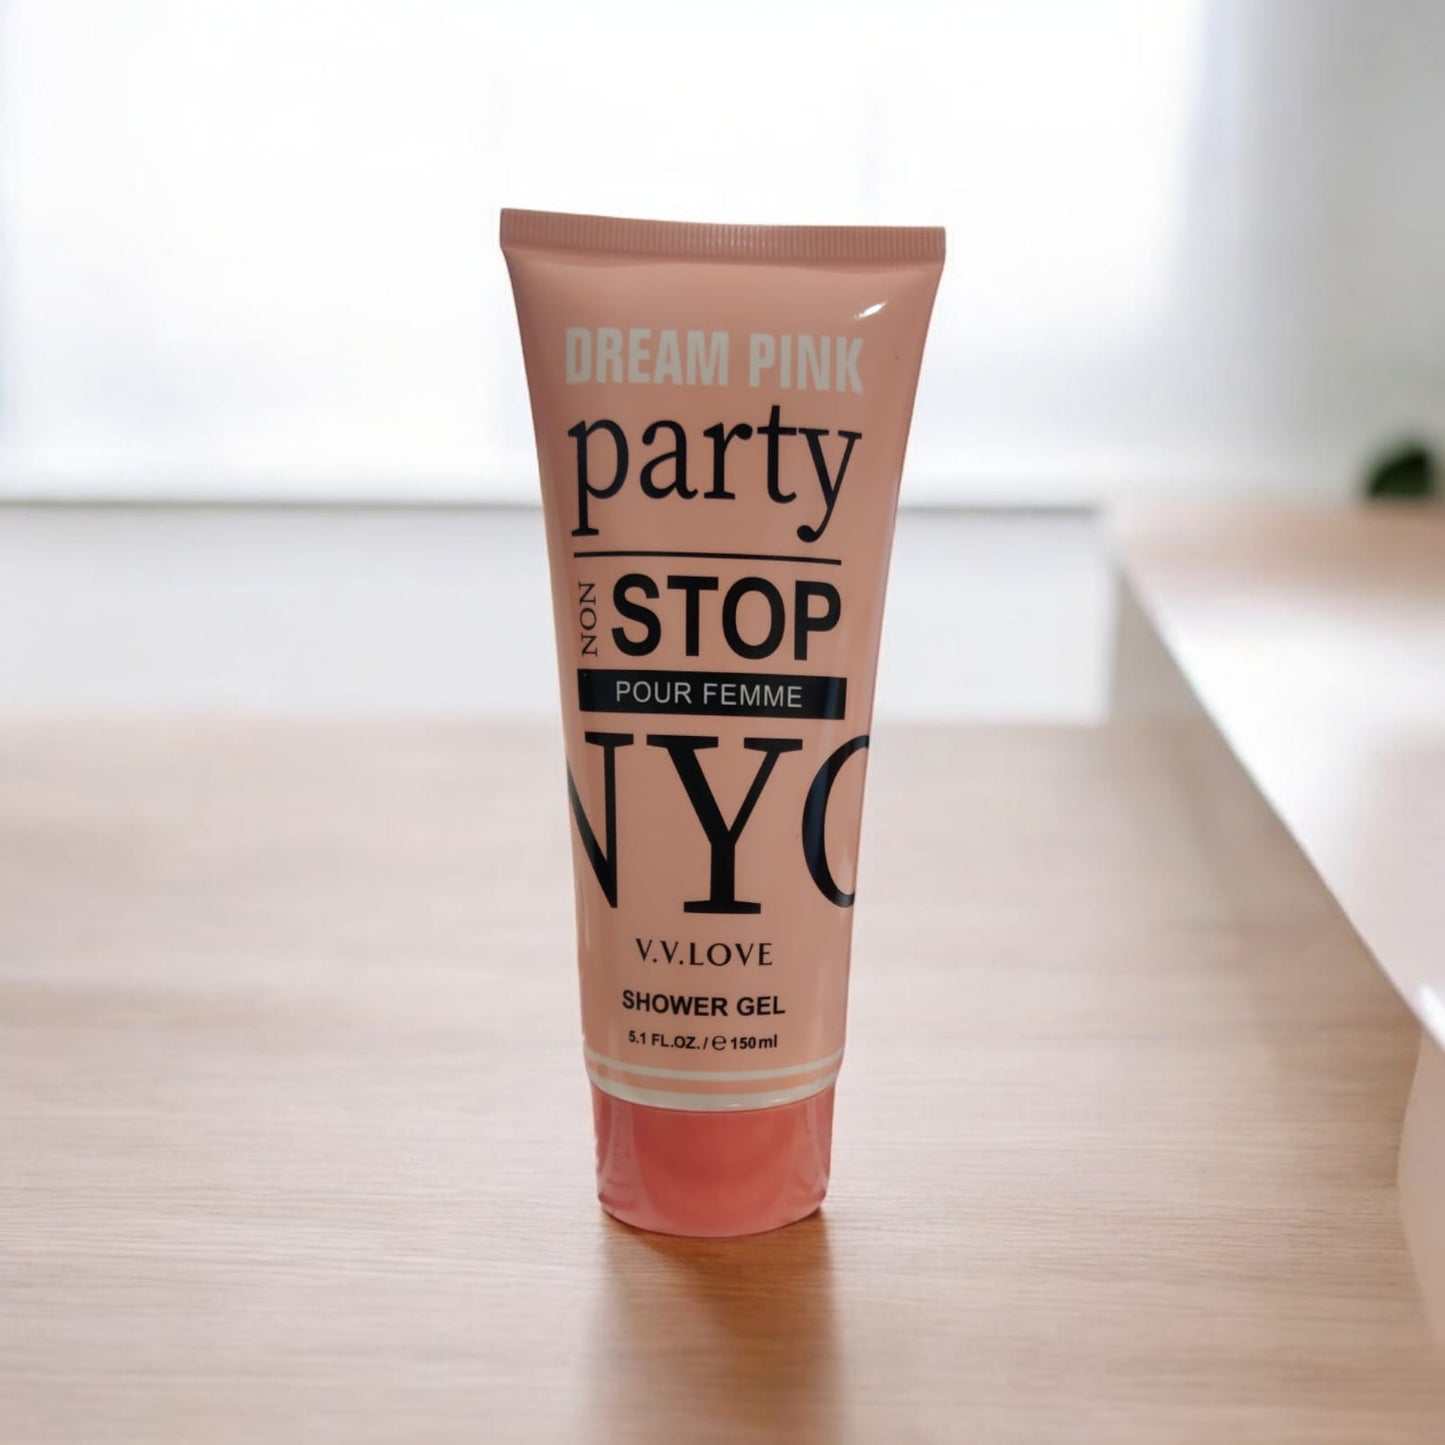 DREAM PINK
party
NON STOP
POUR FEMME
NYC
V.V.LOVE
SHOWER GEL
5.1 FL.OZ./℮150ml